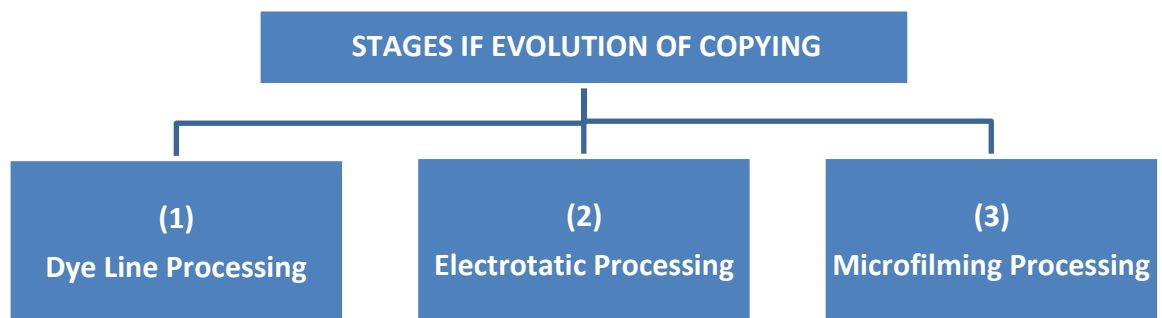 STAGES IF EVOLUTION OF COPYING
(1)
Dye Line Processing
(2)
Electrotatic Processing
(3)
Microfilming Processing